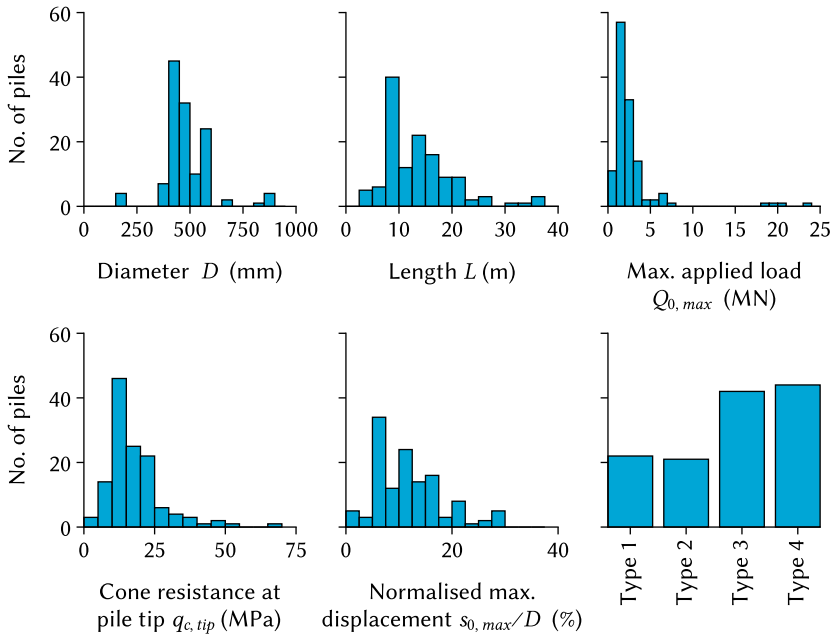 60
40
20
0
No. of piles
0 250 500 750 1000
Diameter D (mm)
0 10 20 30 40
Length L (m)
0 5 10 15 20 25
Max. applied load
Q0, max (MN)
60
40
20
0
No. of piles
0 25 50 75
Cone resistance at
pile tip qc, tip (MPa)
0 20 40
Normalised max.
displacement s0, max/D (%)
Type 1
Type 2
Type 3
Type 4